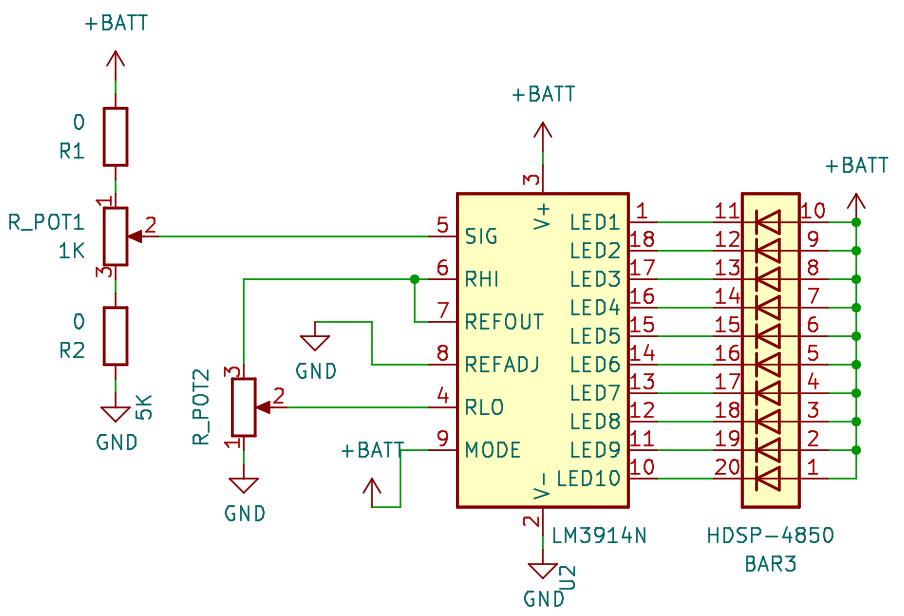 +BATT
0
R1
1
R_POT1
2
1K
3
0
R2
GND
5K
R_POT2
3
2
1
GND
GND
+BATT
+BATT
3
V+
5 SIG
6 RHI
7 REFOUT
8 REFADJ
4 RLO
9 MODE
LED1 1
LED2 18
LED3 17
LED4 16
LED5 15
LED6 14
LED7 13
LED8 12
LED9 11
LED10 10
V-
2
LM3914N
U2
GND
+BATT
11 10
12 9
13 8
14 7
15 6
16 5
17 4
18 3
19 2
20 1
HDSP-4850
BAR3